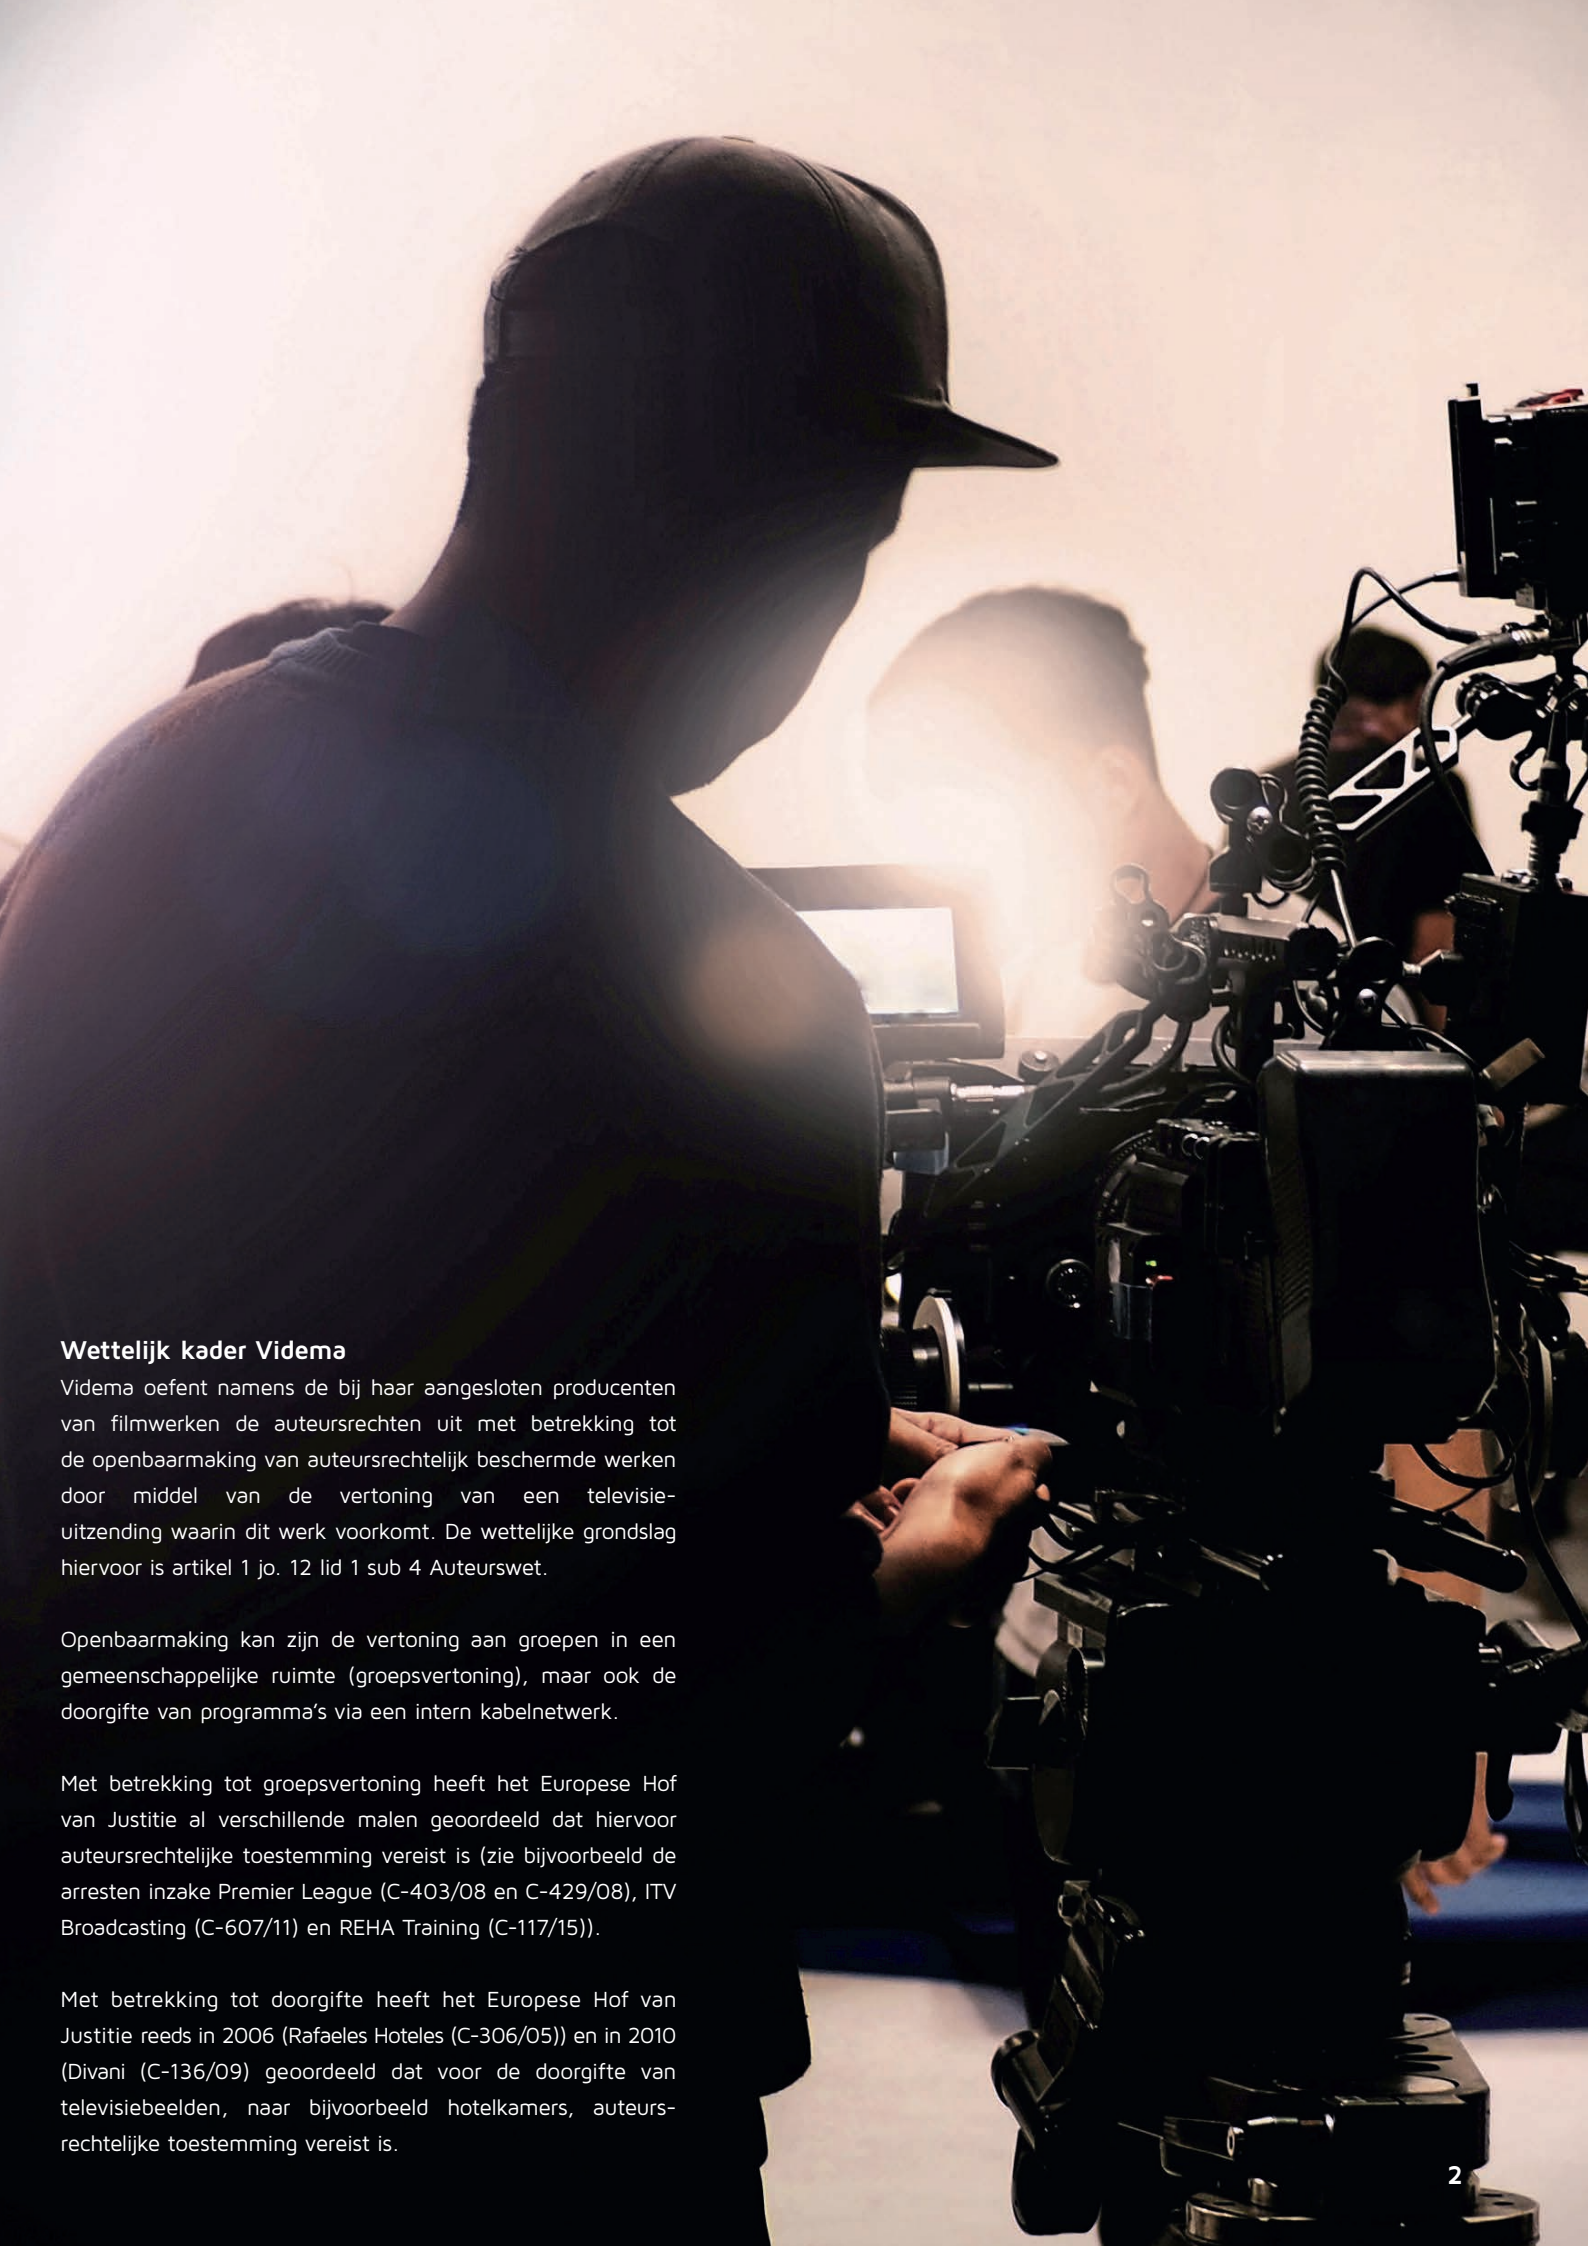 Wettelijk kader Videma
Videma oefent namens de bij haar aangesloten producenten
van filmwerken de auteursrechten uit met betrekking tot
de openbaarmaking van auteursrechtelijk beschermde werken
door middel van de vertoning van een televisie-
uitzending waarin dit werk voorkomt. De wettelijke grondslag
hiervoor is artikel 1 jo. 12 lid 1 sub 4 Auteurswet.
Openbaarmaking kan zijn de vertoning aan groepen in een
gemeenschappelijke ruimte (groepsvertoning), maar ook de
doorgifte van programma’s via een intern kabelnetwerk.
Met betrekking tot groepsvertoning heeft het Europese Hof
van Justitie al verschillende malen geoordeeld dat hiervoor
auteursrechtelijke toestemming vereist is (zie bijvoorbeeld de
arresten inzake Premier League (C-403/08 en C-429/08), ITV
Broadcasting (C-607/11) en REHA Training (C-117/15)).
Met betrekking tot doorgifte heeft het Europese Hof van
Justitie reeds in 2006 (Rafaeles Hoteles (C-306/05)) en in 2010
(Divani (C-136/09) geoordeeld dat voor de doorgifte van
televisiebeelden, naar bijvoorbeeld hotelkamers, auteurs-
rechtelijke toestemming vereist is.
2